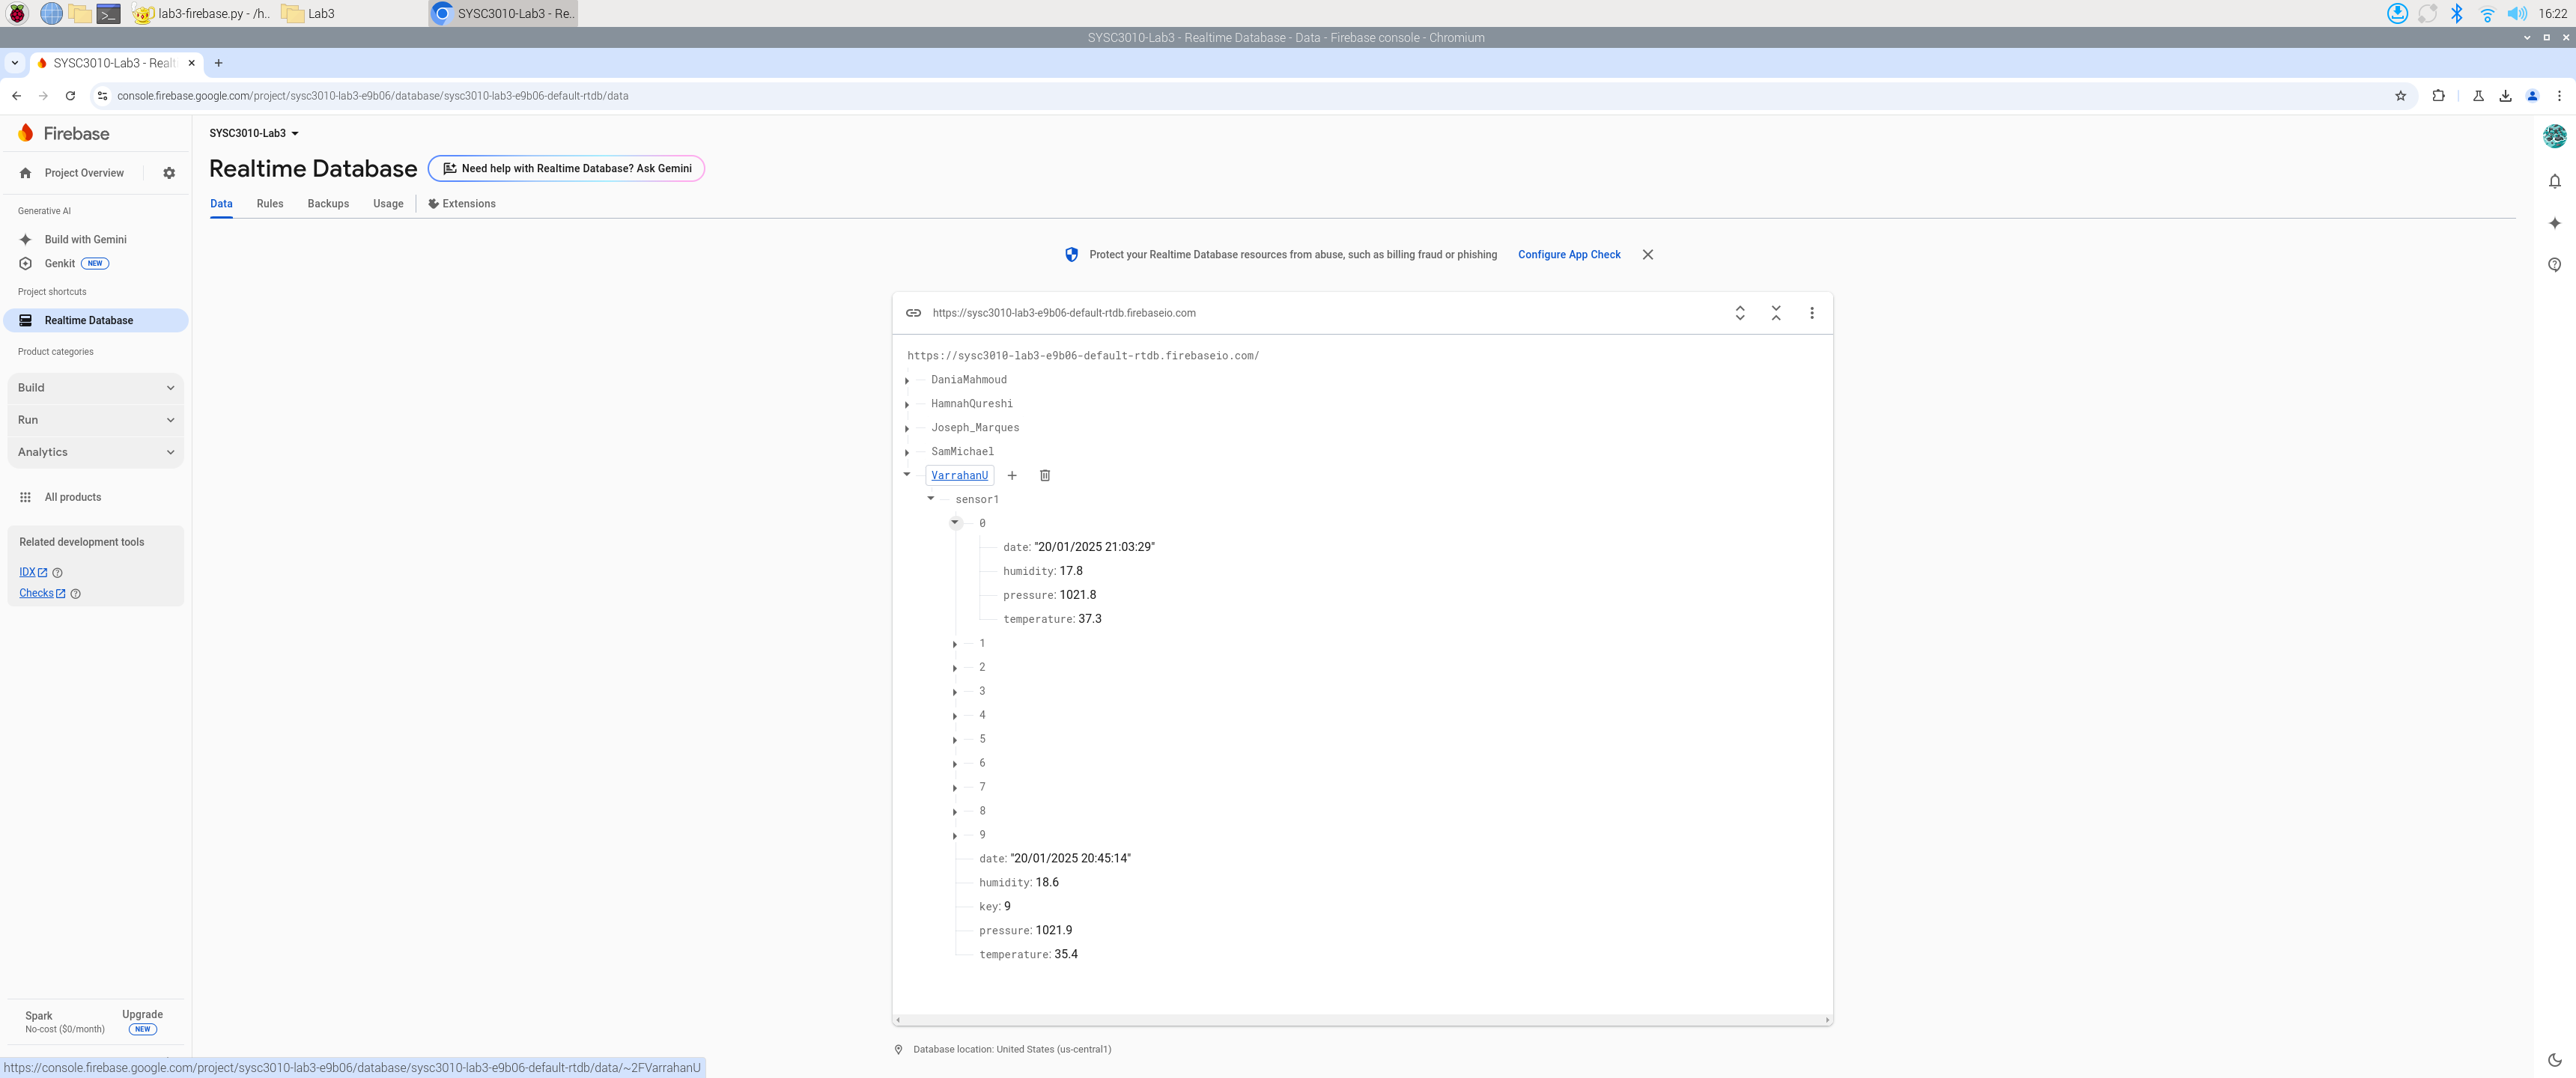 lab3-firebase.py - /h..
Lab3
SYSC3010-Lab3 - Re..
16:22
SYSC3010-Lab3 - Realtime Database - Data - Firebase console - Chromium
SYSC3010-Lab3 - Realt
console.firebase.google.com/project/sysc3010-lab3-e9b06/database/sysc3010-lab3-e9b06-default-rtdb/data
Firebase
SYSC3010-Lab3
Project Overview
Realtime Database
Need help with Realtime Database? Ask Gemini
Data Rules Backups Usage Extensions
Generative AI
Build with Gemini
Genkit NEW
Project shortcuts
Realtime Database
Product categories
Build
Run
Analytics
All products
Related development tools
IDX
Checks
Spark
No-cost ($0/month)
Upgrade
NEW
Protect your Realtime Database resources from abuse, such as billing fraud or phishing Configure App Check
https://sysc3010-lab3-e9b06-default-rtdb.firebaseio.com
https://sysc3010-lab3-e9b06-default-rtdb.firebaseio.com/
DaniaMahmoud
HamnahQureshi
Joseph_Marques
SamMichael
VarrahanU
sensor1
0
date: "20/01/2025 21:03:29"
humidity: 17.8
pressure: 1021.8
temperature: 37.3
1
2
3
4
5
6
7
8
9
date: "20/01/2025 20:45:14"
humidity: 18.6
key: 9
pressure: 1021.9
temperature: 35.4
Database location: United States (us-central1)
https://console.firebase.google.com/project/sysc3010-lab3-e9b06/database/sysc3010-lab3-e9b06-default-rtdb/data/~2FVarrahanU